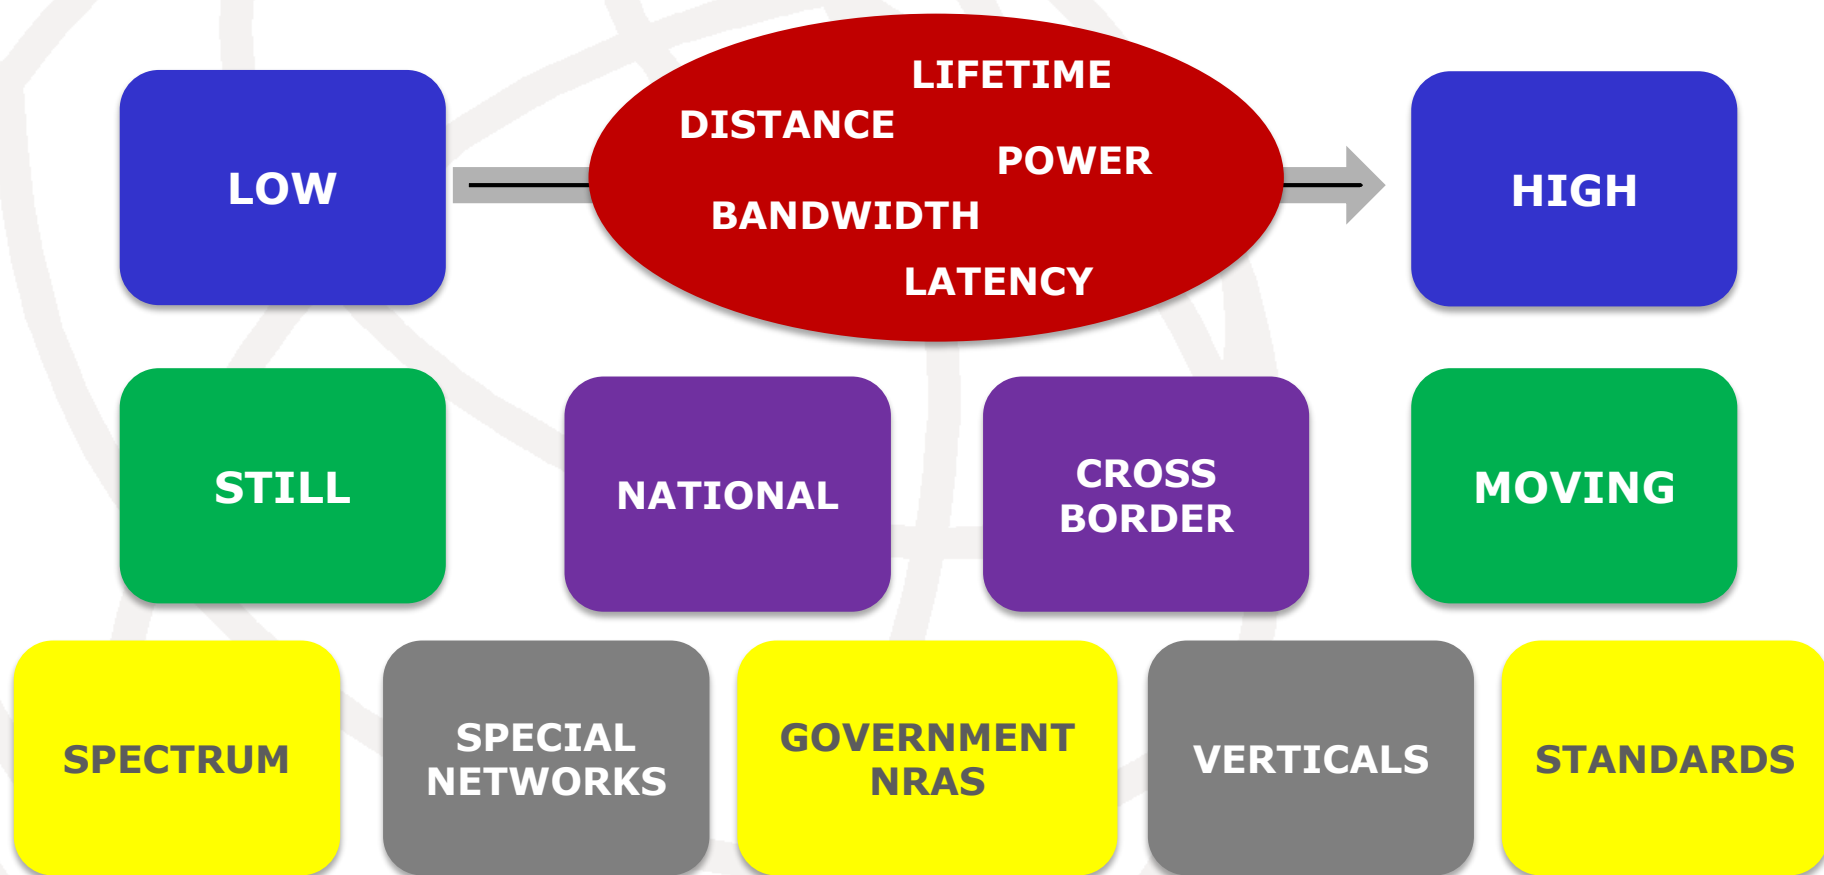 LOW
LIFETIME
DISTANCE
POWER
BANDWIDTH
LATENCY
HIGH
STILL
NATIONAL
CROSS
BORDER
MOVING
SPECTRUM
SPECIAL
NETWORKS
GOVERNMENT
NRAS
VERTICALS
STANDARDS